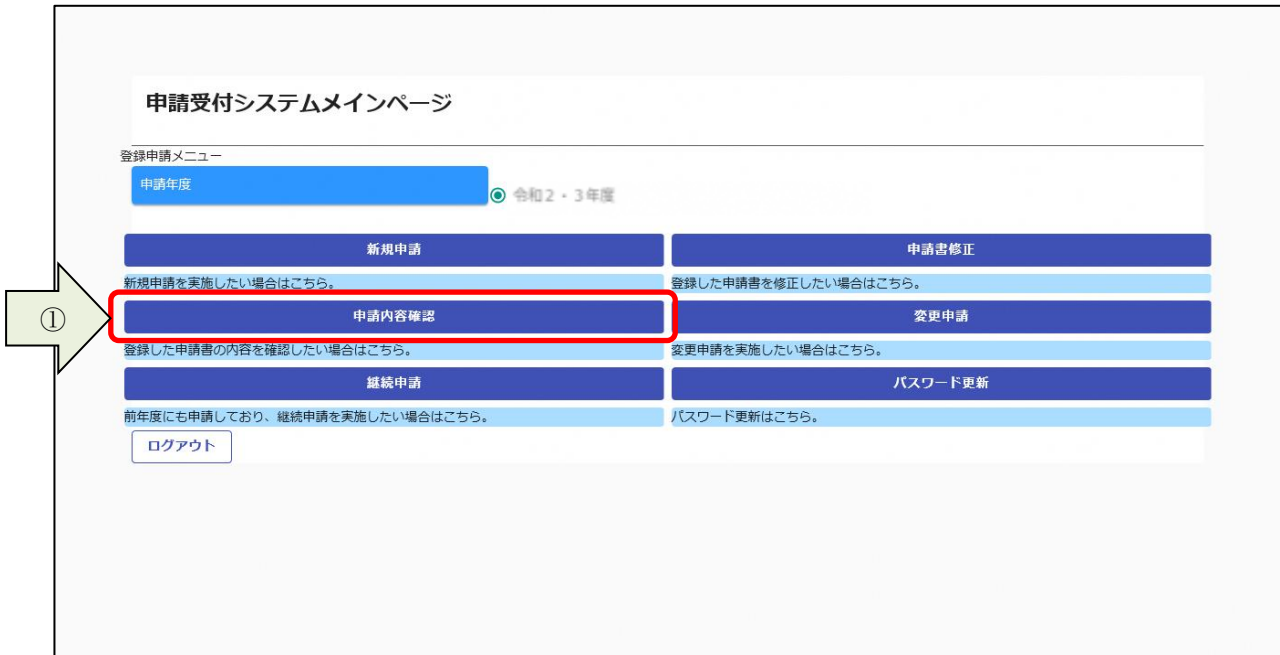 申請受付システムメインページ
登録申請メニュー
申請年度
令和2・3年度
新規申請
申請書修正
新規申請を実施したい場合はこちら。
登録した申請書を修正したい場合はこちら。
①
申請内容確認
変更申請
登録した申請書の内容を確認したい場合はこちら。
変更申請を実施したい場合はこちら。
継続申請
パスワード更新
前年度にも申請しており、継続申請を実施したい場合はこちら。
パスワード更新はこちら。
ログアウト